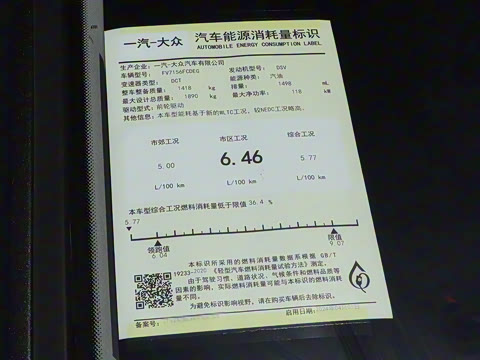 一汽-大众
汽车能源消耗量标识
AUTOMOBILE ENERGY CONSUMPTION LABEL
生产企业：一汽-大众汽车有限公司
车辆型号： FV7156FCDEG 发动机型号： DSV
变速器类型： DCT 能源种类： 汽油
整车整备质量： 1418 kg 排量： 1498 mL
最大设计总质量： 1890 kg 最大净功率： 118 kW
驱动型式：前轮驱动
其他信息：本车型能耗基于新的WLTC工况，较NEDC工况略高。
市郊工况 市区工况 综合工况
5.00 6.46 5.77
L/100 km L/100 km L/100 km
本车型综合工况燃料消耗量低于限值 36.4 %
5.77
领跑值 限值
6.04 9.07
本标识所采用的燃料消耗量数据系根据 GB/T
19233-2020 《轻型汽车燃料消耗量试验方法》测定。
由于驾驶习惯、道路状况、气候条件和燃料品质等
因素的影响，实际燃料消耗量可能与本标识的燃料消耗
量不同。
为避免标识影响视野，请在购买车辆后去除标识。
备案号： 启用日期：